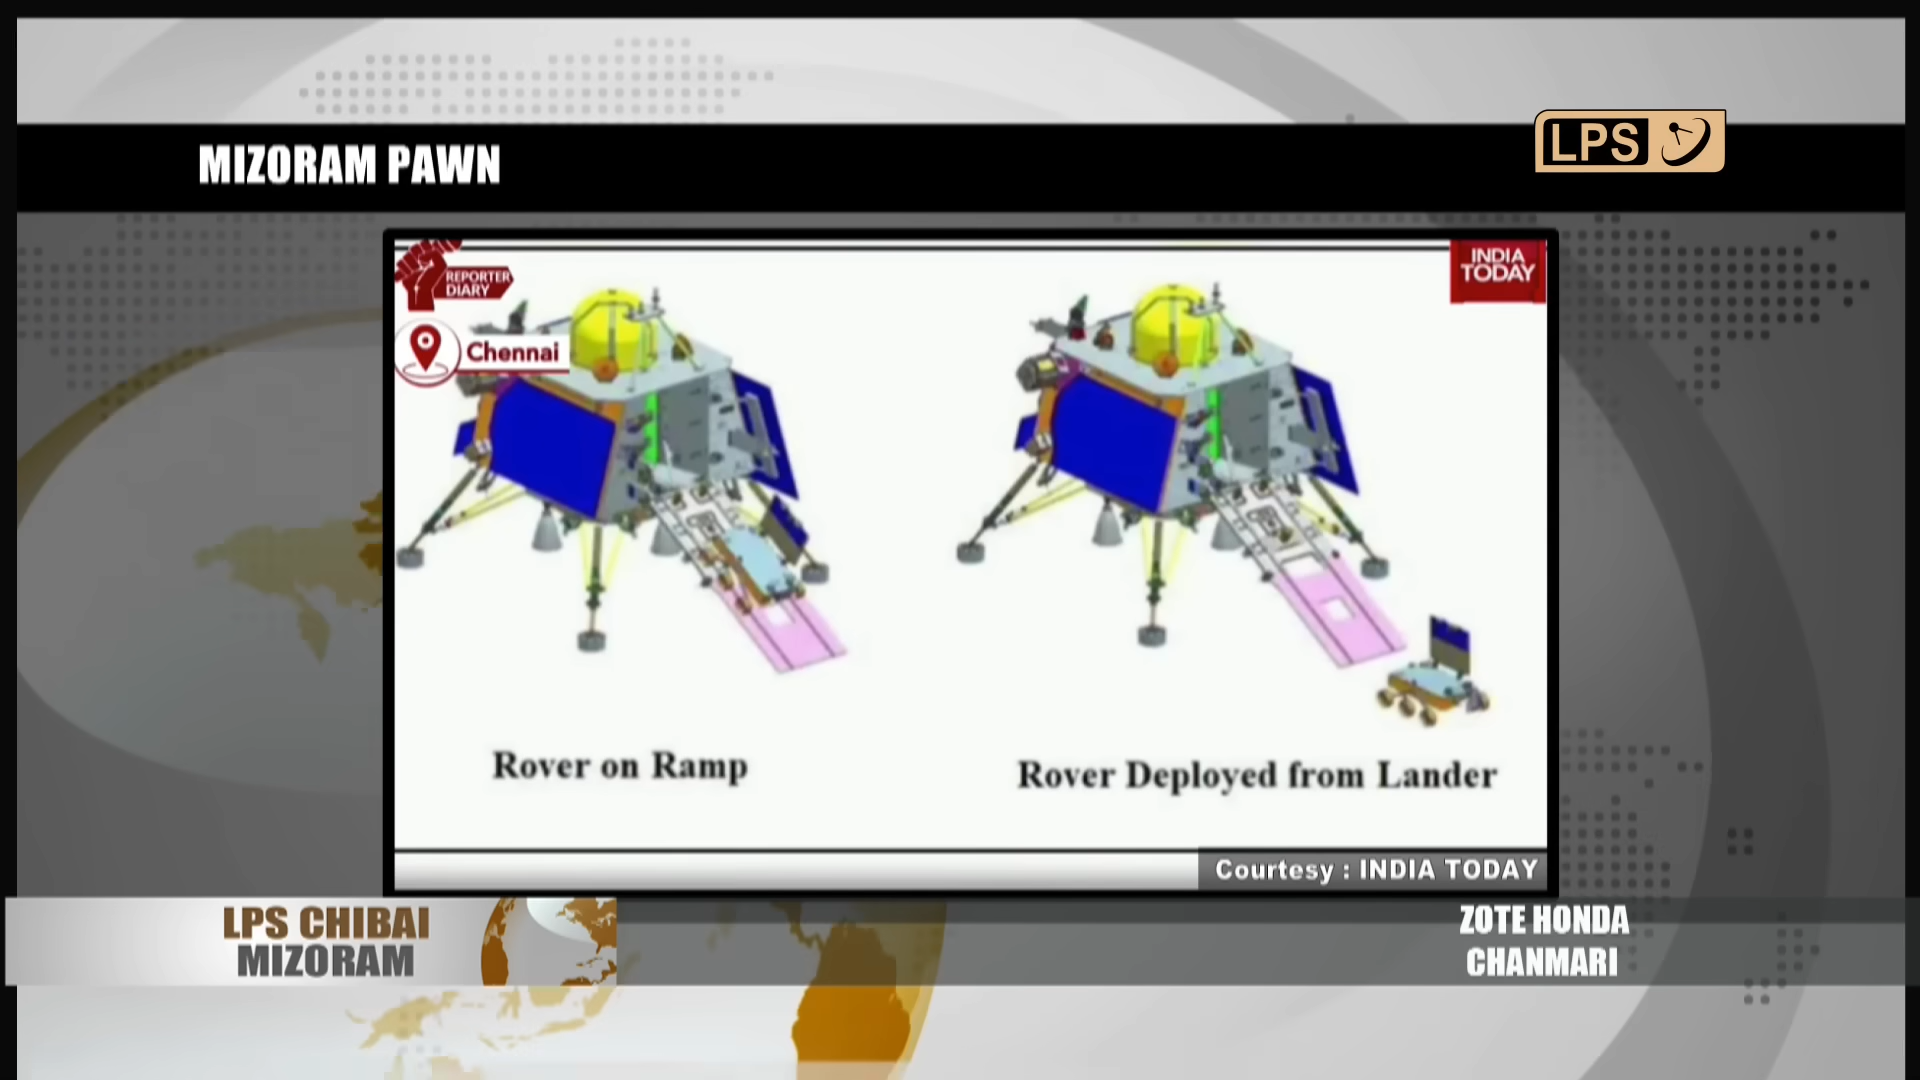 MIZORAM PAWN
LPS
REPORTER
DIARY
INDIA
TODAY
Chennai
Rover on Ramp
Rover Deployed from Lander
Courtesy : INDIA TODAY
LPS CHIBAI
MIZORAM
ZOTE HONDA
CHANMARI